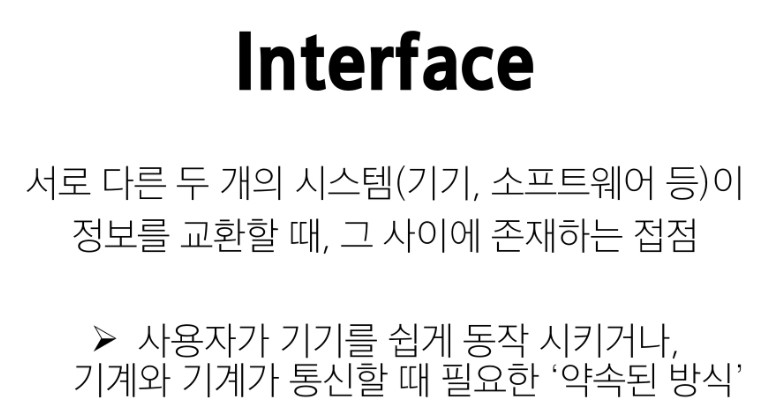 Interface
서로 다른 두 개의 시스템(기기, 소프트웨어 등)이
정보를 교환할 때, 그 사이에 존재하는 접점
➢ 사용자가 기기를 쉽게 동작 시키거나,
기계와 기계가 통신할 때 필요한 ‘약속된 방식’